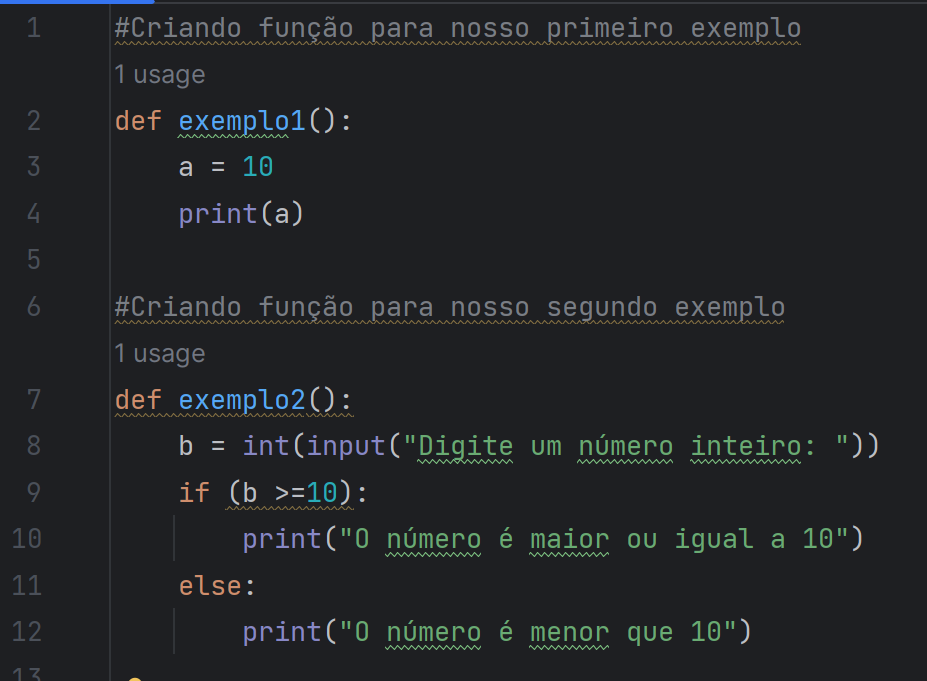 1 #Criando função para nosso primeiro exemplo
1 usage
2 def exemplo1():
3     a = 10
4     print(a)
5
6 #Criando função para nosso segundo exemplo
1 usage
7 def exemplo2():
8     b = int(input("Digite um número inteiro: "))
9     if (b >=10):
10         print("O número é maior ou igual a 10")
11     else:
12         print("O número é menor que 10")
13